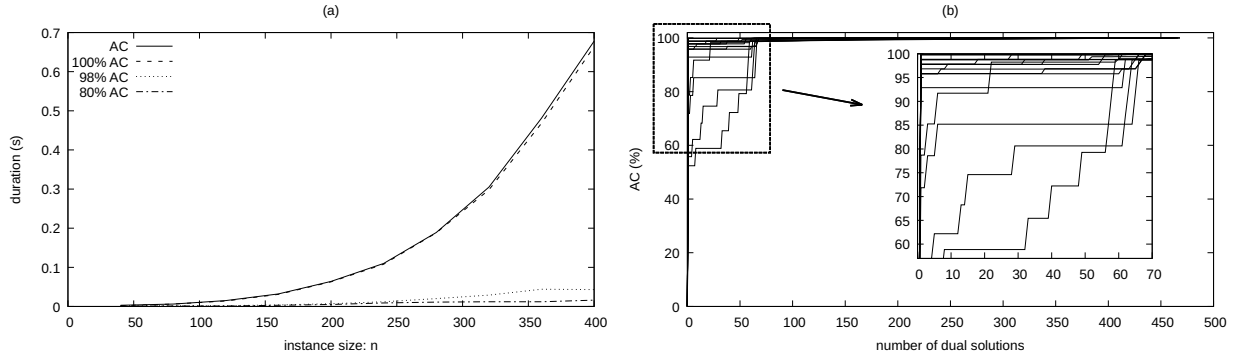 (a)
duration (s)
0.7
0.6
0.5
0.4
0.3
0.2
0.1
0
AC
100% AC
98% AC
80% AC
0 50 100 150 200 250 300 350 400
instance size: n
(b)
AC (%)
100
80
60
40
20
0
100
95
90
85
80
75
70
65
60
0 10 20 30 40 50 60 70
0 50 100 150 200 250 300 350 400 450 500
number of dual solutions